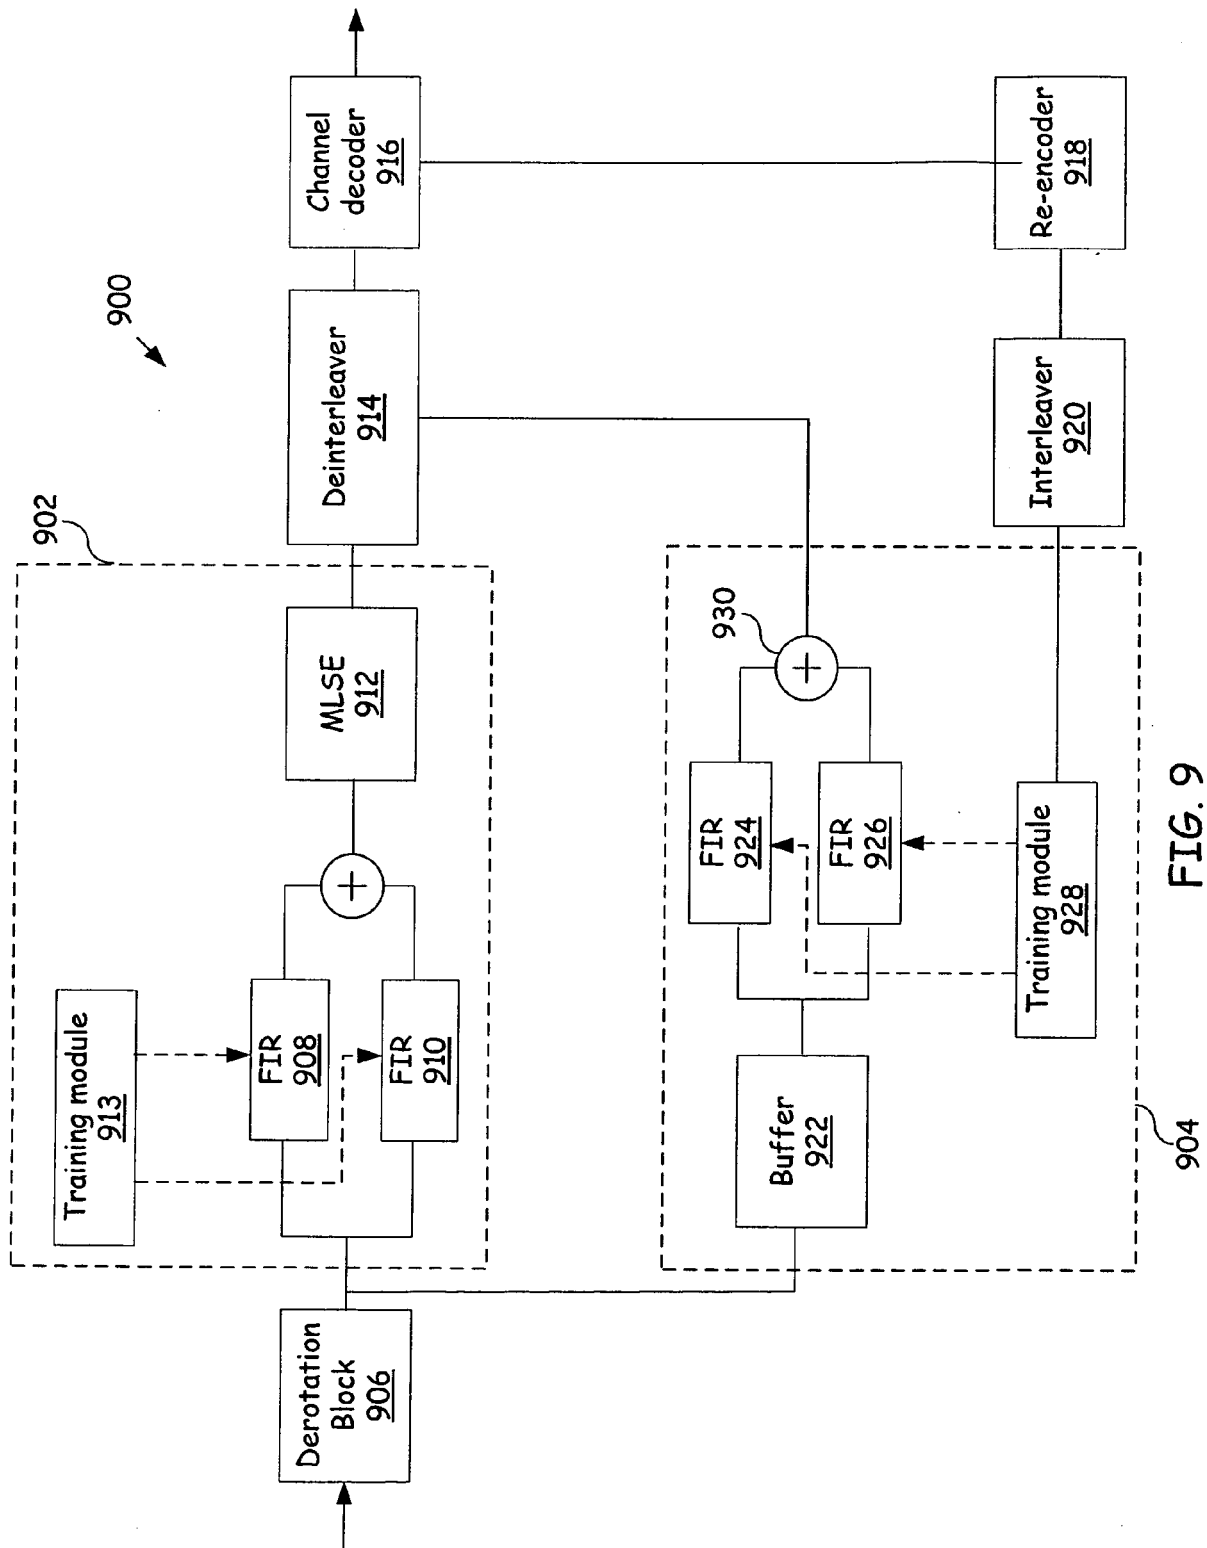 900
902
Training module
913
FIR
908
FIR
910
MLSE
912
Derotation
Block
906
Deinterleaver
914
Channel
decoder
916
930
FIR
924
FIR
926
Buffer
922
Training module
928
904
Interleaver
920
Re-encoder
918
FIG. 9